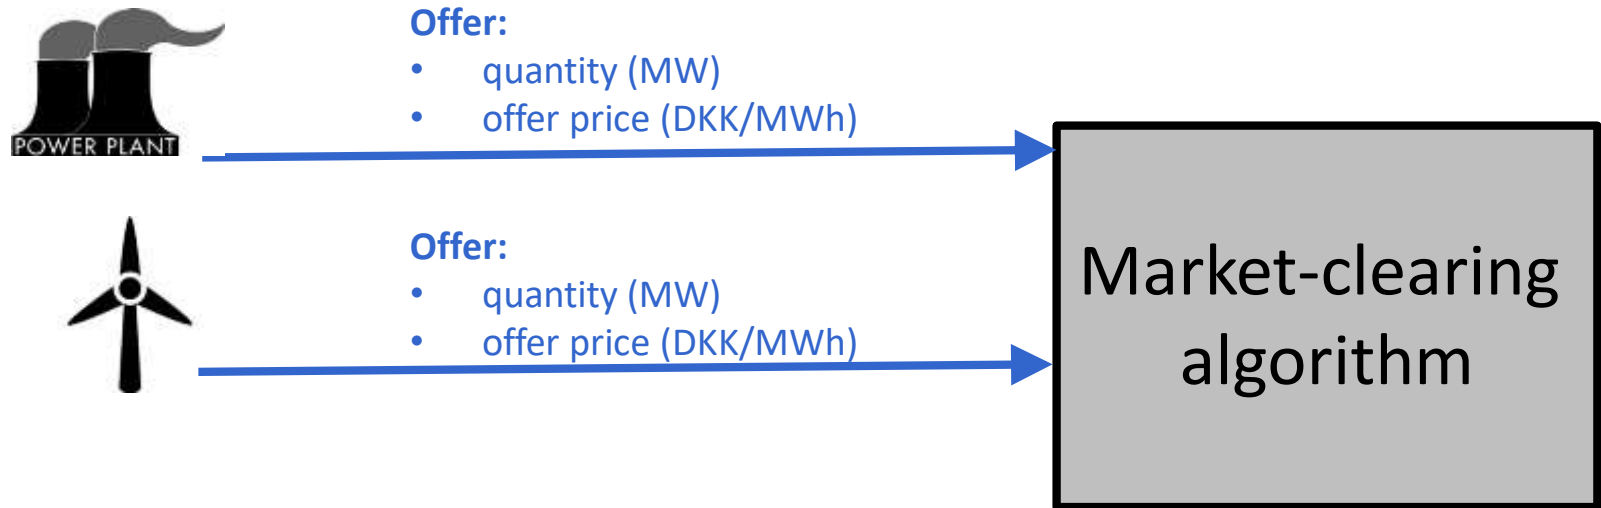 Offer:
• quantity (MW)
• offer price (DKK/MWh)
POWER PLANT
Offer:
• quantity (MW)
• offer price (DKK/MWh)
Market-clearing
algorithm